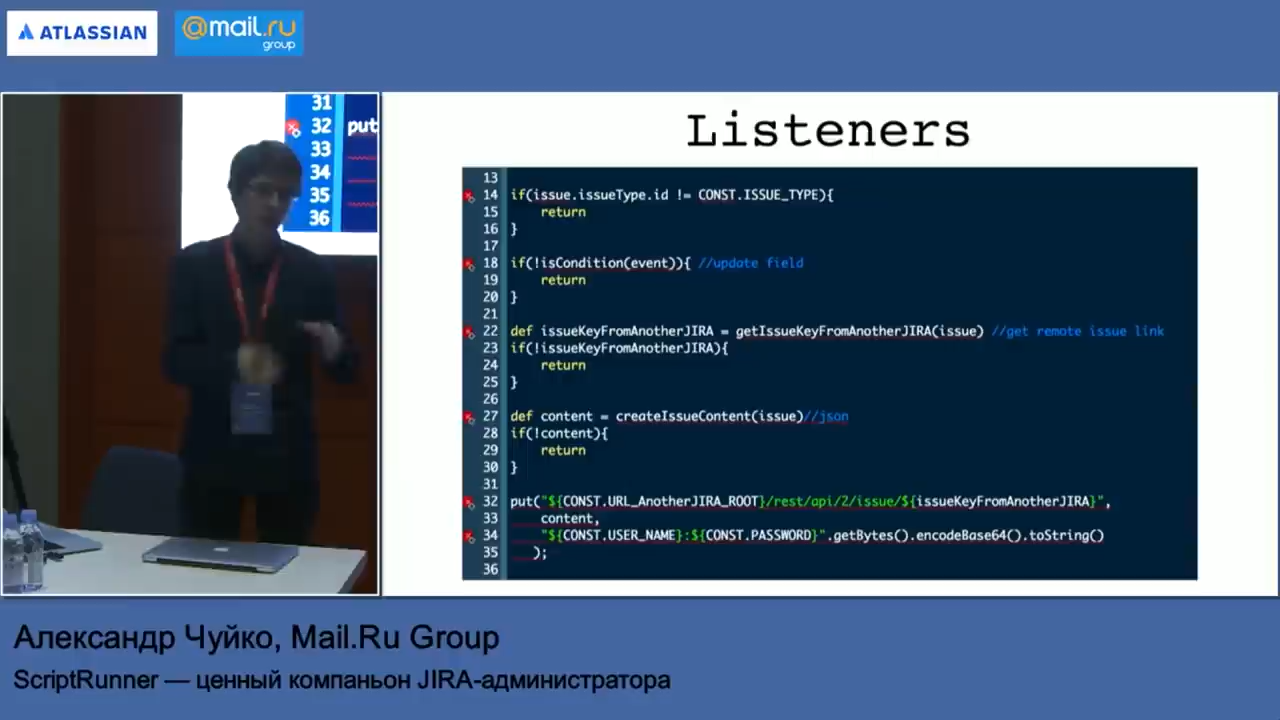 ATLASSIAN
@mail.ru
group
31
32 put
33
34
35
36
Listeners
13
14 if(issue.issueType.id != CONST.ISSUE_TYPE){
15 return
16 }
17
18 if(!isCondition(event)){ //update field
19 return
20 }
21
22 def issueKeyFromAnotherJIRA = getIssueKeyFromAnotherJIRA(issue) //get remote issue link
23 if(!issueKeyFromAnotherJIRA){
24 return
25 }
26
27 def content = createIssueContent(issue)//json
28 if(!content){
29 return
30 }
31
32 put("${CONST.URL_AnotherJIRA_ROOT}/rest/api/2/issue/${issueKeyFromAnotherJIRA}",
33 content,
34 "${CONST.USER_NAME}:${CONST.PASSWORD}".getBytes().encodeBase64().toString()
35 );
36
Александр Чуйко, Mail.Ru Group
ScriptRunner — ценный компаньон JIRA-администратора